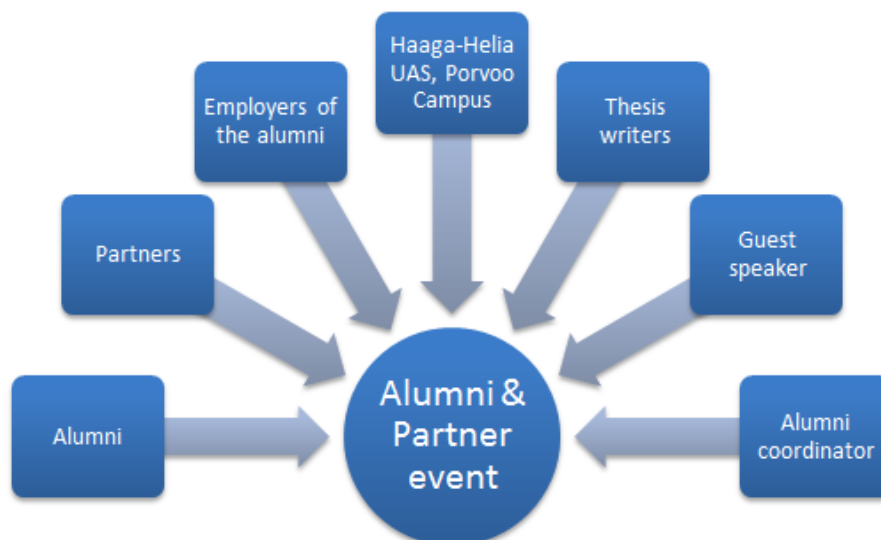 Haaga-Helia
UAS, Porvoo
Campus
Employers of
the alumni
Thesis
writers
Partners
Guest
speaker
Alumni
Alumni &
Partner
event
Alumni
coordinator